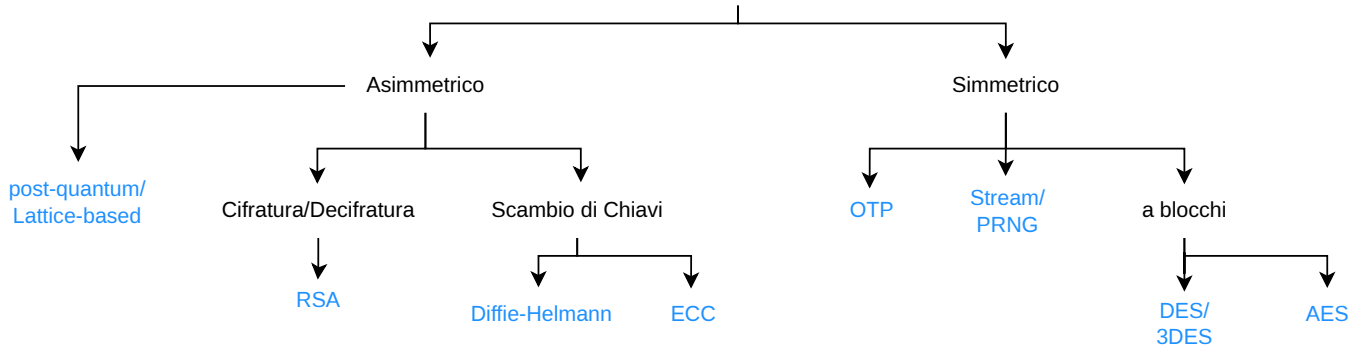 Asimmetrico
Simmetrico
post-quantum/
Lattice-based
Cifratura/Decifratura
Scambio di Chiavi
OTP
Stream/
PRNG
a blocchi
RSA
Diffie-Helmann
ECC
DES/
3DES
AES